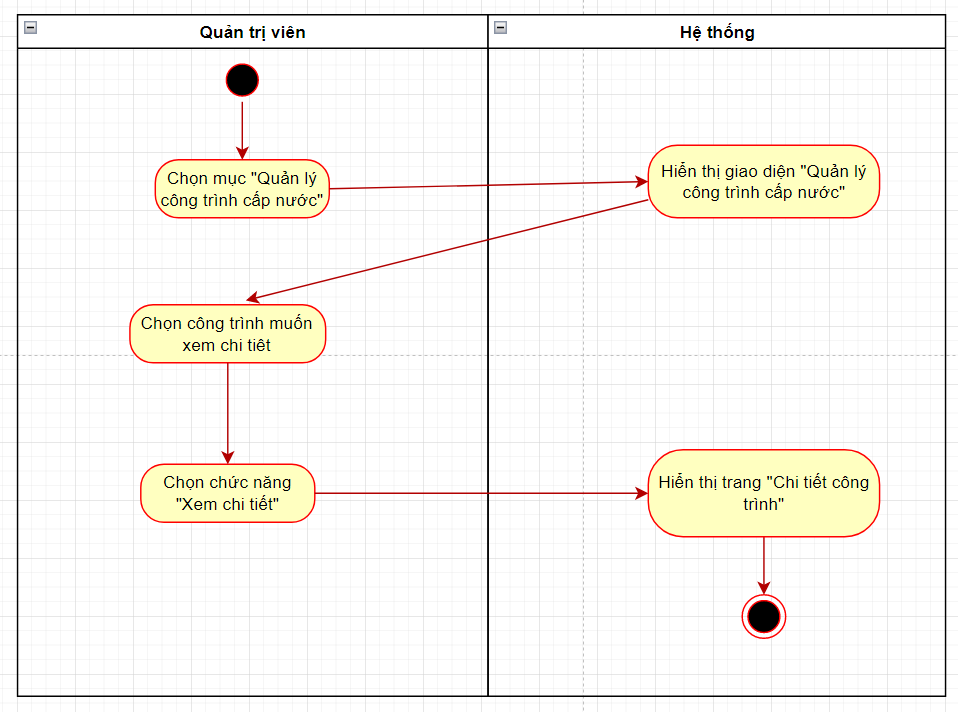 Quản trị viên
Hệ thống
Chọn mục "Quản lý
công trình cấp nước"
Hiển thị giao diện "Quản lý
công trình cấp nước"
Chọn công trình muốn
xem chi tiêt
Chọn chức năng
"Xem chi tiết"
Hiển thị trang "Chi tiết công
trình"